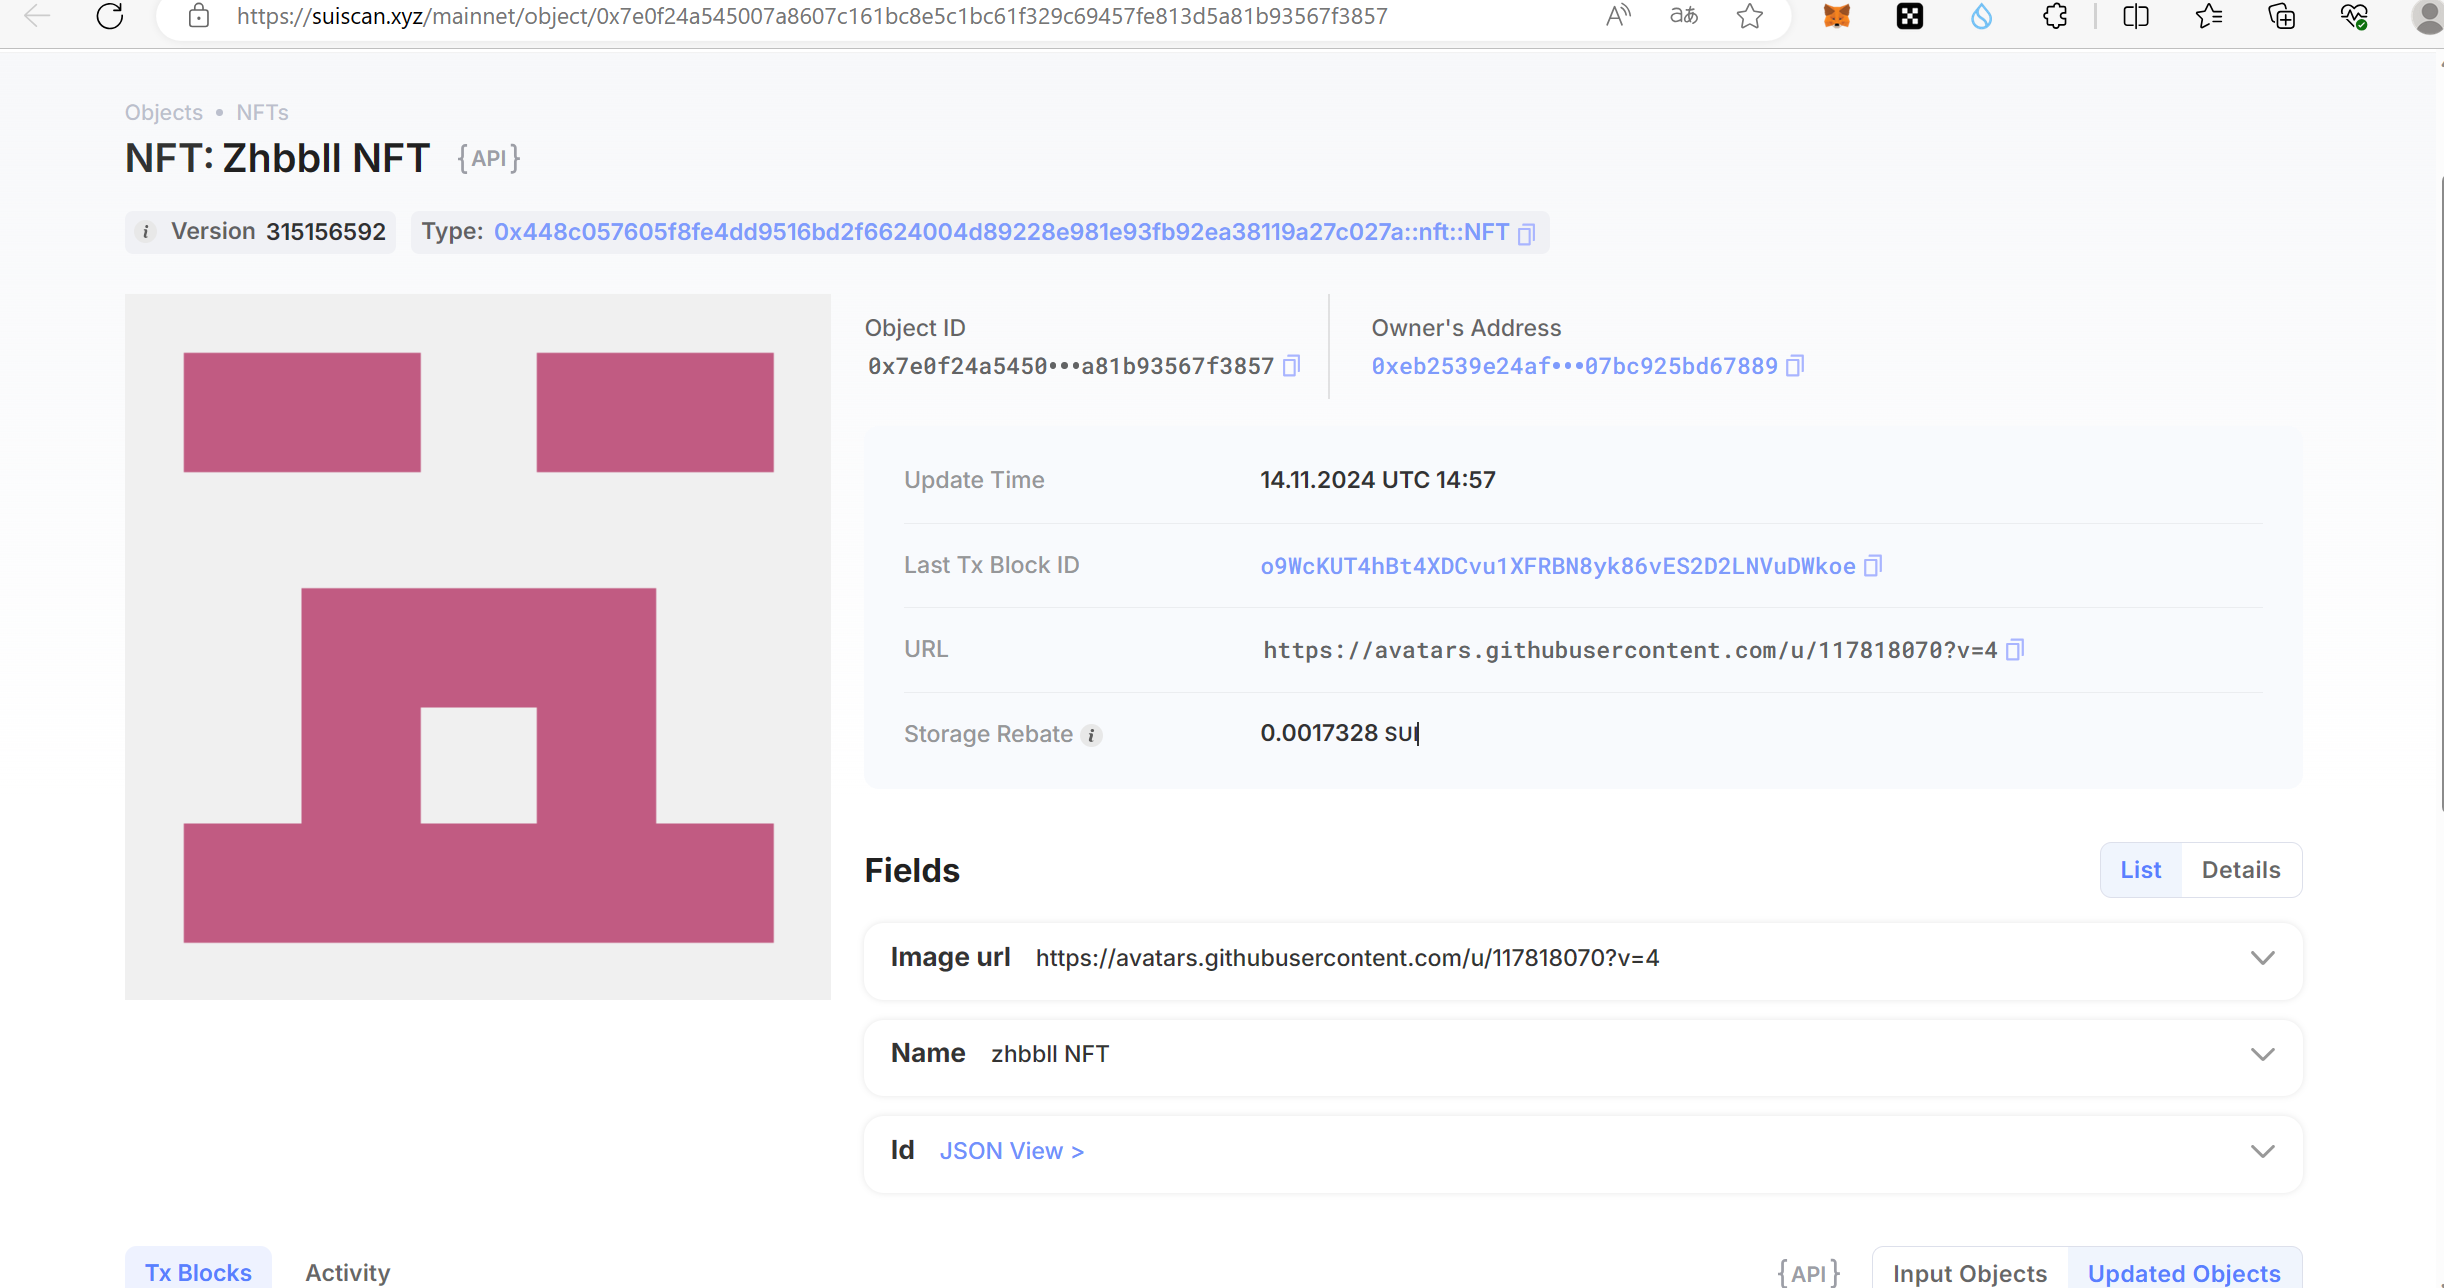 https://suiscan.xyz/mainnet/object/0x7e0f24a545007a8607c161bc8e5c1bc61f329c69457fe813d5a81b93567f3857
Objects • NFTs
NFT: Zhbbll NFT {API}
i Version 315156592 Type: 0x448c057605f8fe4dd9516bd2f6624004d89228e981e93fb92ea38119a27c027a::nft::NFT
Object ID
0x7e0f24a5450•••a81b93567f3857
Owner's Address
0xeb2539e24af•••07bc925bd67889
Update Time 14.11.2024 UTC 14:57
Last Tx Block ID o9WcKUT4hBt4XDCvu1XFRBN8yk86vES2D2LNVuDWkoe
URL https://avatars.githubusercontent.com/u/117818070?v=4
Storage Rebate i 0.0017328 SUI
Fields List Details
Image url https://avatars.githubusercontent.com/u/117818070?v=4
Name zhbbll NFT
Id JSON View >
Tx Blocks Activity {API} Input Objects Updated Objects